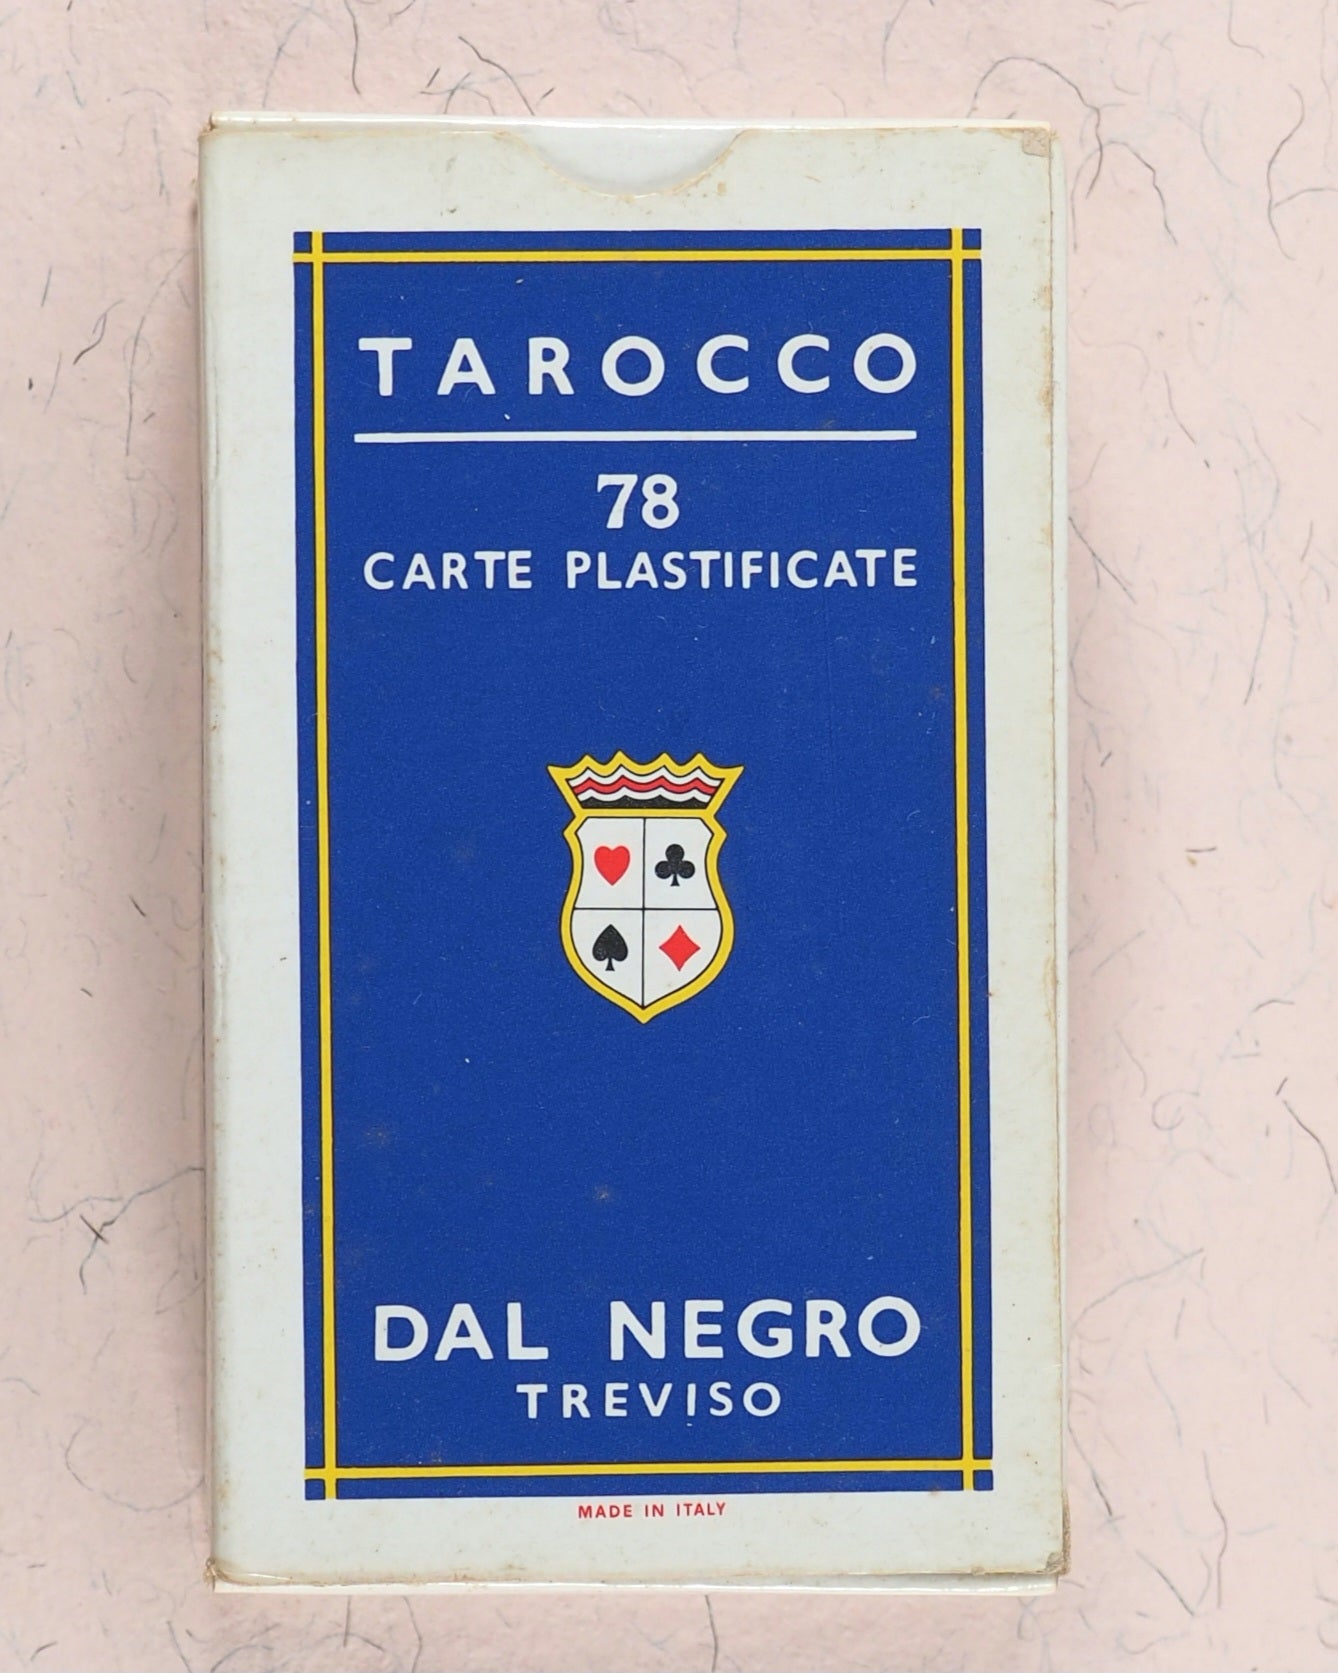 TAROCCO
78
CARTE PLASTIFICATE
DAL NEGRO
TREVISO
MADE IN ITALY